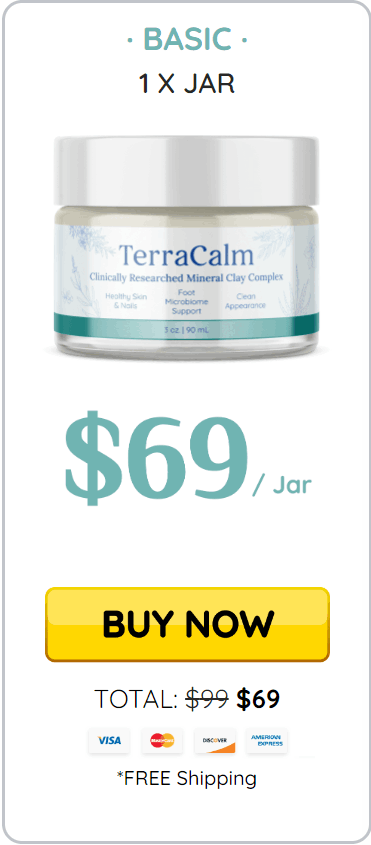 · BASIC ·
1 X JAR
TerraCalm
Clinically Researched Mineral Clay Complex
Healthy Skin & Nails
Foot Microbiome Support
Clean Appearance
3 oz. | 90 mL
$69 / Jar
BUY NOW
TOTAL: $99 $69
VISA MasterCard DISCOVER AMERICAN EXPRESS
*FREE Shipping